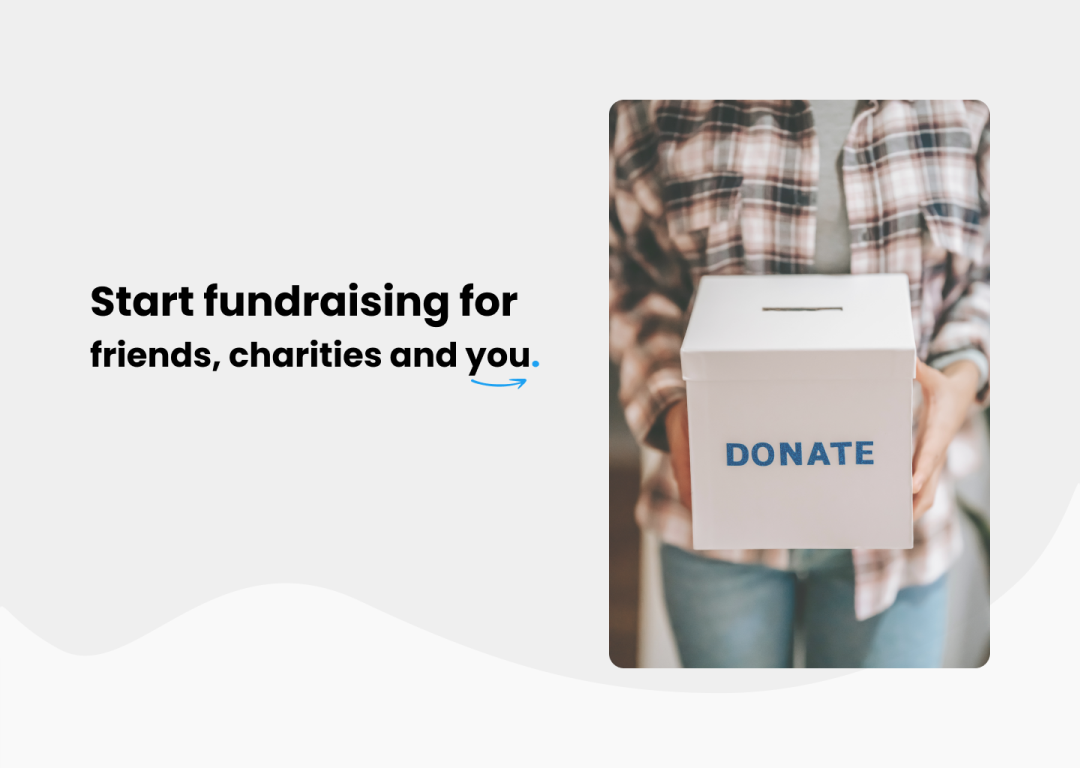 Start fundraising for
friends, charities and you.
DONATE